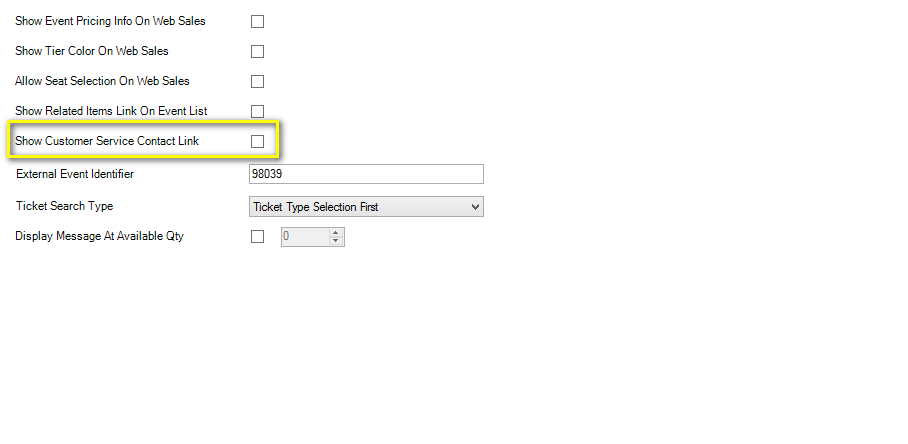 Show Event Pricing Info On Web Sales
Show Tier Color On Web Sales
Allow Seat Selection On Web Sales
Show Related Items Link On Event List
Show Customer Service Contact Link
External Event Identifier 98039
Ticket Search Type Ticket Type Selection First
Display Message At Available Qty 0